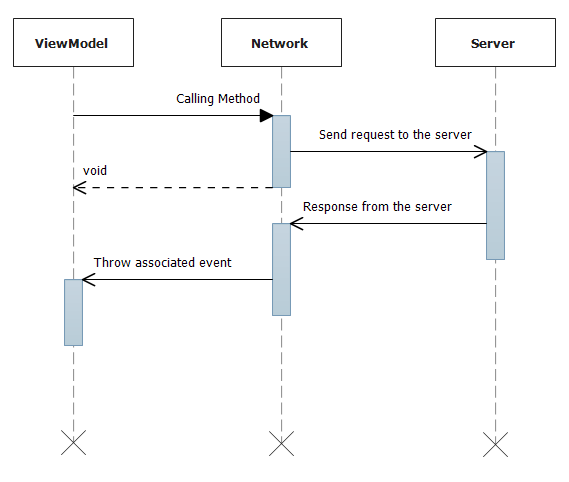 ViewModel
Network
Server
Calling Method
Send request to the server
void
Response from the server
Throw associated event